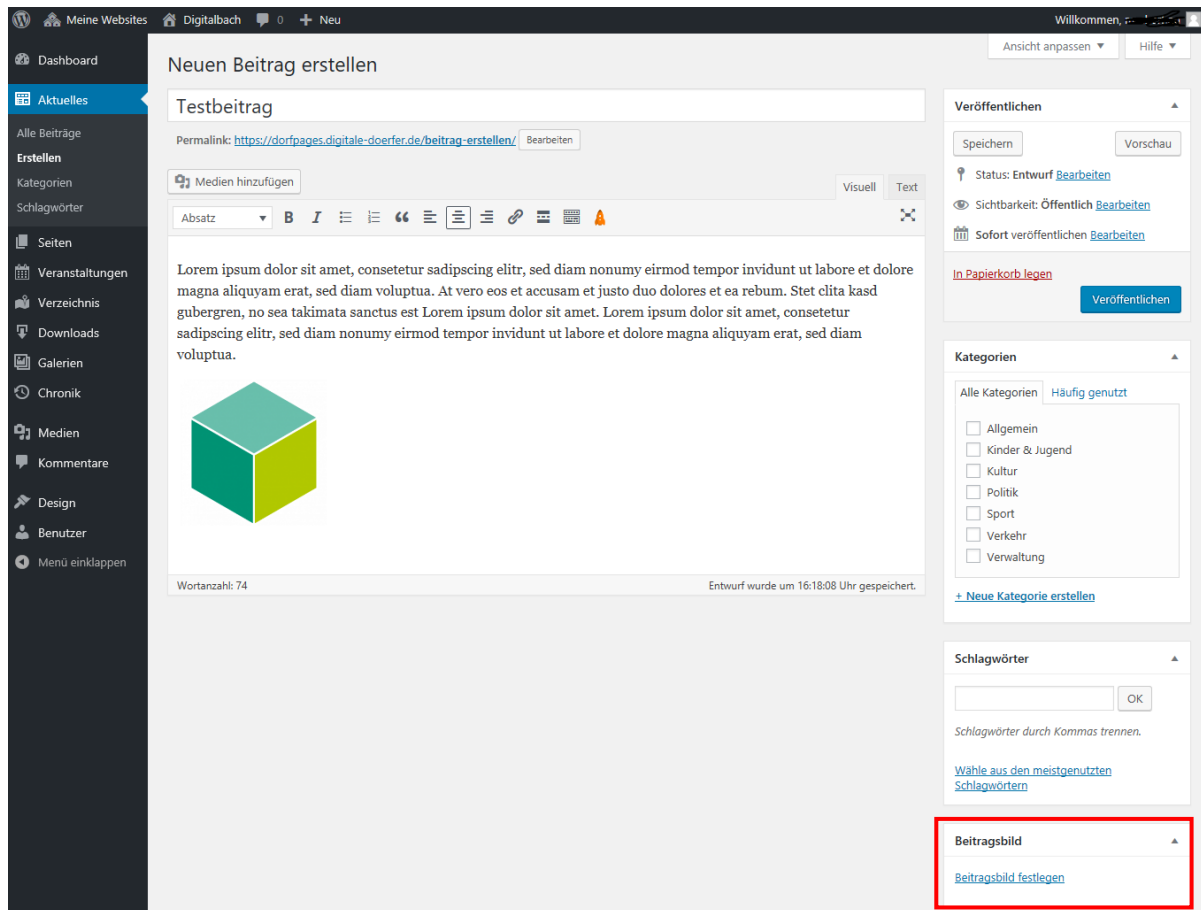 Meine Websites Digitalbach 0 Neu Willkommen,
Ansicht anpassen Hilfe
Dashboard
Aktuelles
Alle Beiträge
Erstellen
Kategorien
Schlagwörter
Seiten
Veranstaltungen
Verzeichnis
Downloads
Galerien
Chronik
Medien
Kommentare
Design
Benutzer
Menü einklappen
Neuen Beitrag erstellen
Testbeitrag
Permalink: https://dorfpages.digitale-doerfer.de/beitrag-erstellen/ Bearbeiten
Medien hinzufügen
Visuell Text
Absatz B I
Lorem ipsum dolor sit amet, consetetur sadipscing elitr, sed diam nonumy eirmod tempor invidunt ut labore et dolore
magna aliquyam erat, sed diam voluptua. At vero eos et accusam et justo duo dolores et ea rebum. Stet clita kasd
gubergren, no sea takimata sanctus est Lorem ipsum dolor sit amet. Lorem ipsum dolor sit amet, consetetur
sadipscing elitr, sed diam nonumy eirmod tempor invidunt ut labore et dolore magna aliquyam erat, sed diam
voluptua.
Wortanzahl: 74 Entwurf wurde um 16:18:08 Uhr gespeichert.
Veröffentlichen
Speichern Vorschau
Status: Entwurf Bearbeiten
Sichtbarkeit: Öffentlich Bearbeiten
Sofort veröffentlichen Bearbeiten
In Papierkorb legen
Veröffentlichen
Kategorien
Alle Kategorien Häufig genutzt
Allgemein
Kinder & Jugend
Kultur
Politik
Sport
Verkehr
Verwaltung
+ Neue Kategorie erstellen
Schlagwörter
OK
Schlagwörter durch Kommas trennen.
Wähle aus den meistgenutzten
Schlagwörtern
Beitragsbild
Beitragsbild festlegen